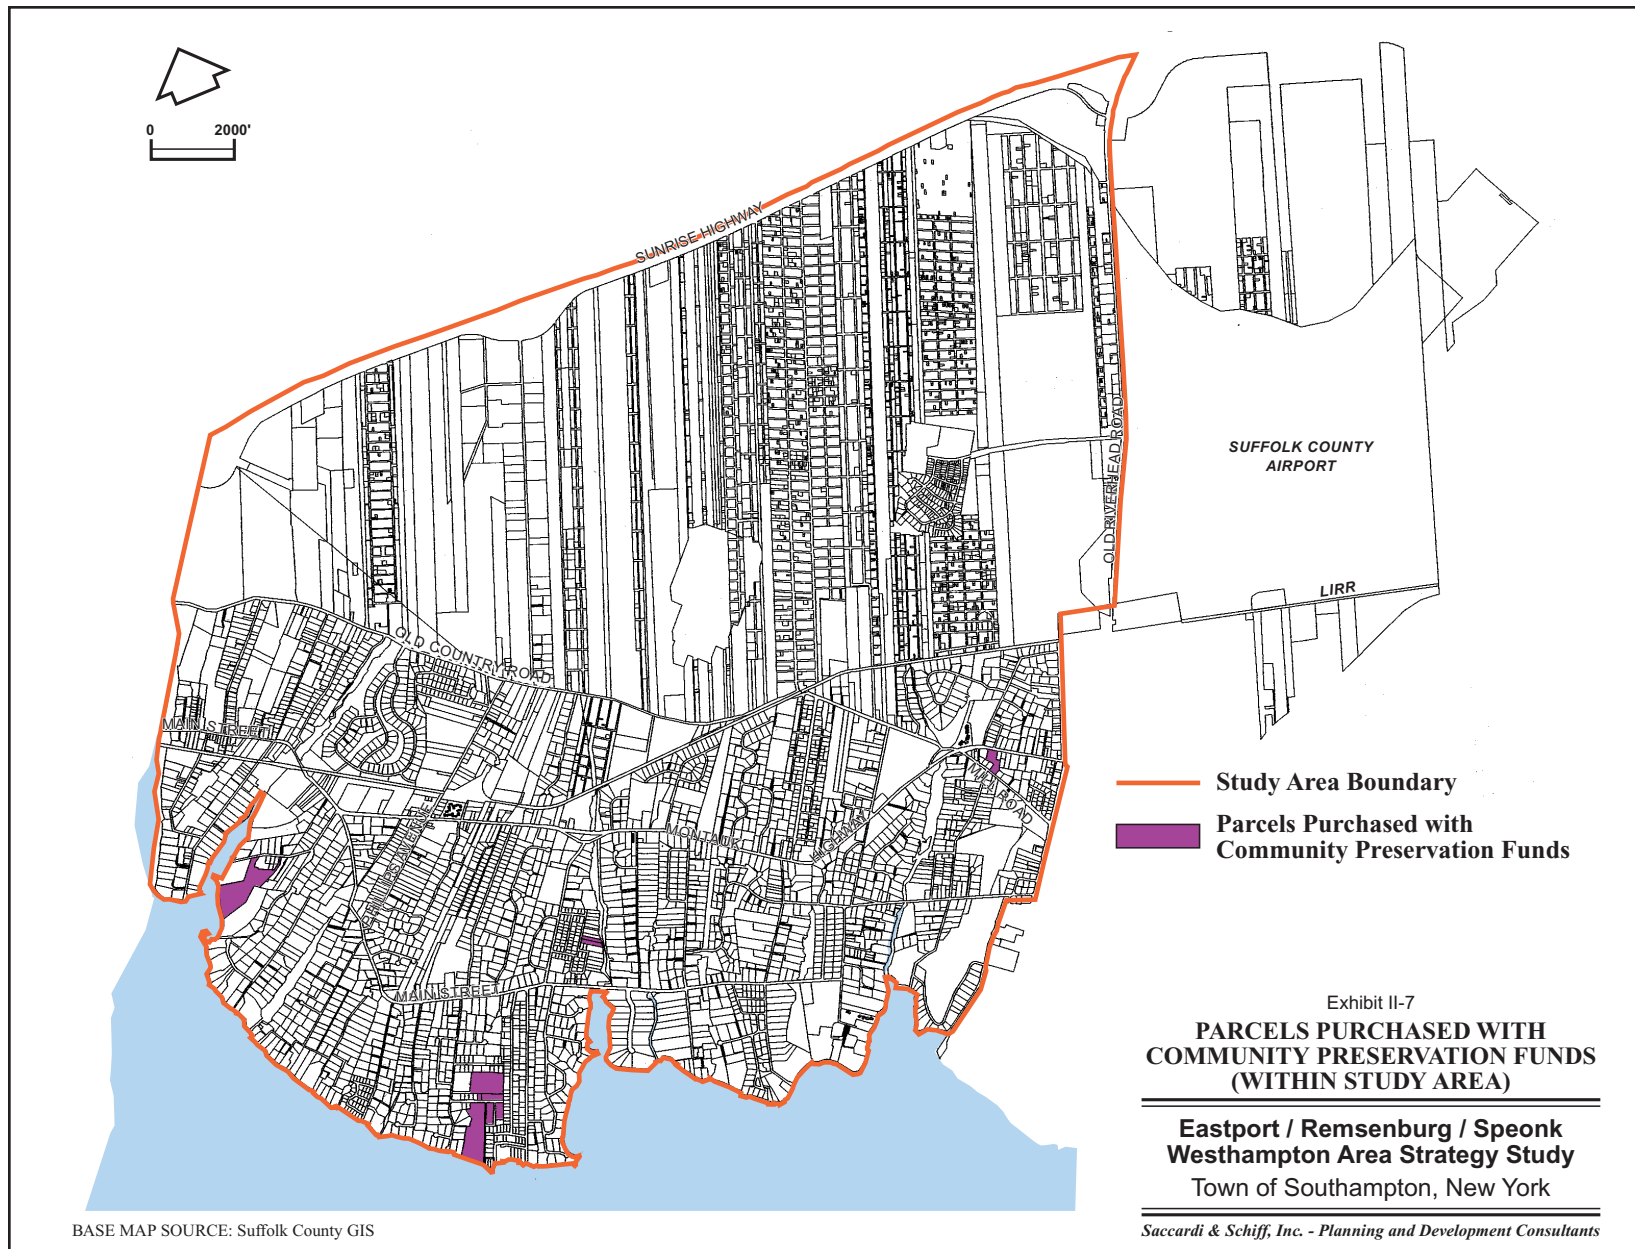 0 2000'
SUNRISE HIGHWAY
OLD RIVERHEAD ROAD
SUFFOLK COUNTY
AIRPORT
LIRR
OLD COUNTRY ROAD
MAIN STREET
MILL ROAD
PHILLIPS AVENUE
MONTAUK
HIGHWAY
MAIN STREET
Study Area Boundary
Parcels Purchased with
Community Preservation Funds
Exhibit II-7
PARCELS PURCHASED WITH
COMMUNITY PRESERVATION FUNDS
(WITHIN STUDY AREA)
Eastport / Remsenburg / Speonk
Westhampton Area Strategy Study
Town of Southampton, New York
BASE MAP SOURCE: Suffolk County GIS
Saccardi & Schiff, Inc. - Planning and Development Consultants